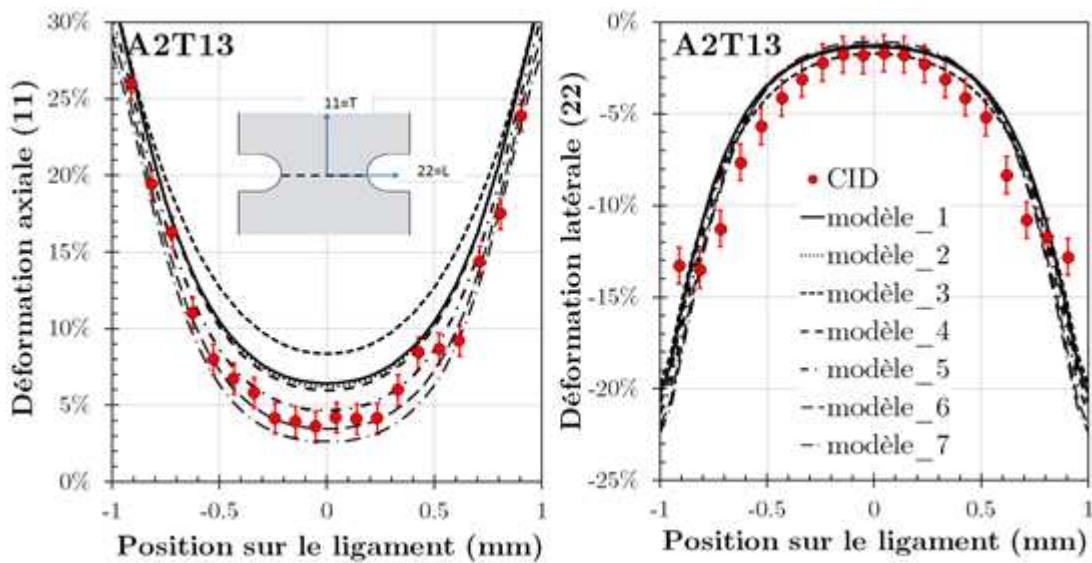 A2T13
Déformation axiale (11)
30%
25%
20%
15%
10%
5%
0%
11=T
22=L
-1
-0.5
0
0.5
1
Position sur le ligament (mm)
A2T13
Déformation latérale (22)
0%
-5%
-10%
-15%
-20%
-25%
CID
modèle_1
modèle_2
modèle_3
modèle_4
modèle_5
modèle_6
modèle_7
-1
-0.5
0
0.5
1
Position sur le ligament (mm)